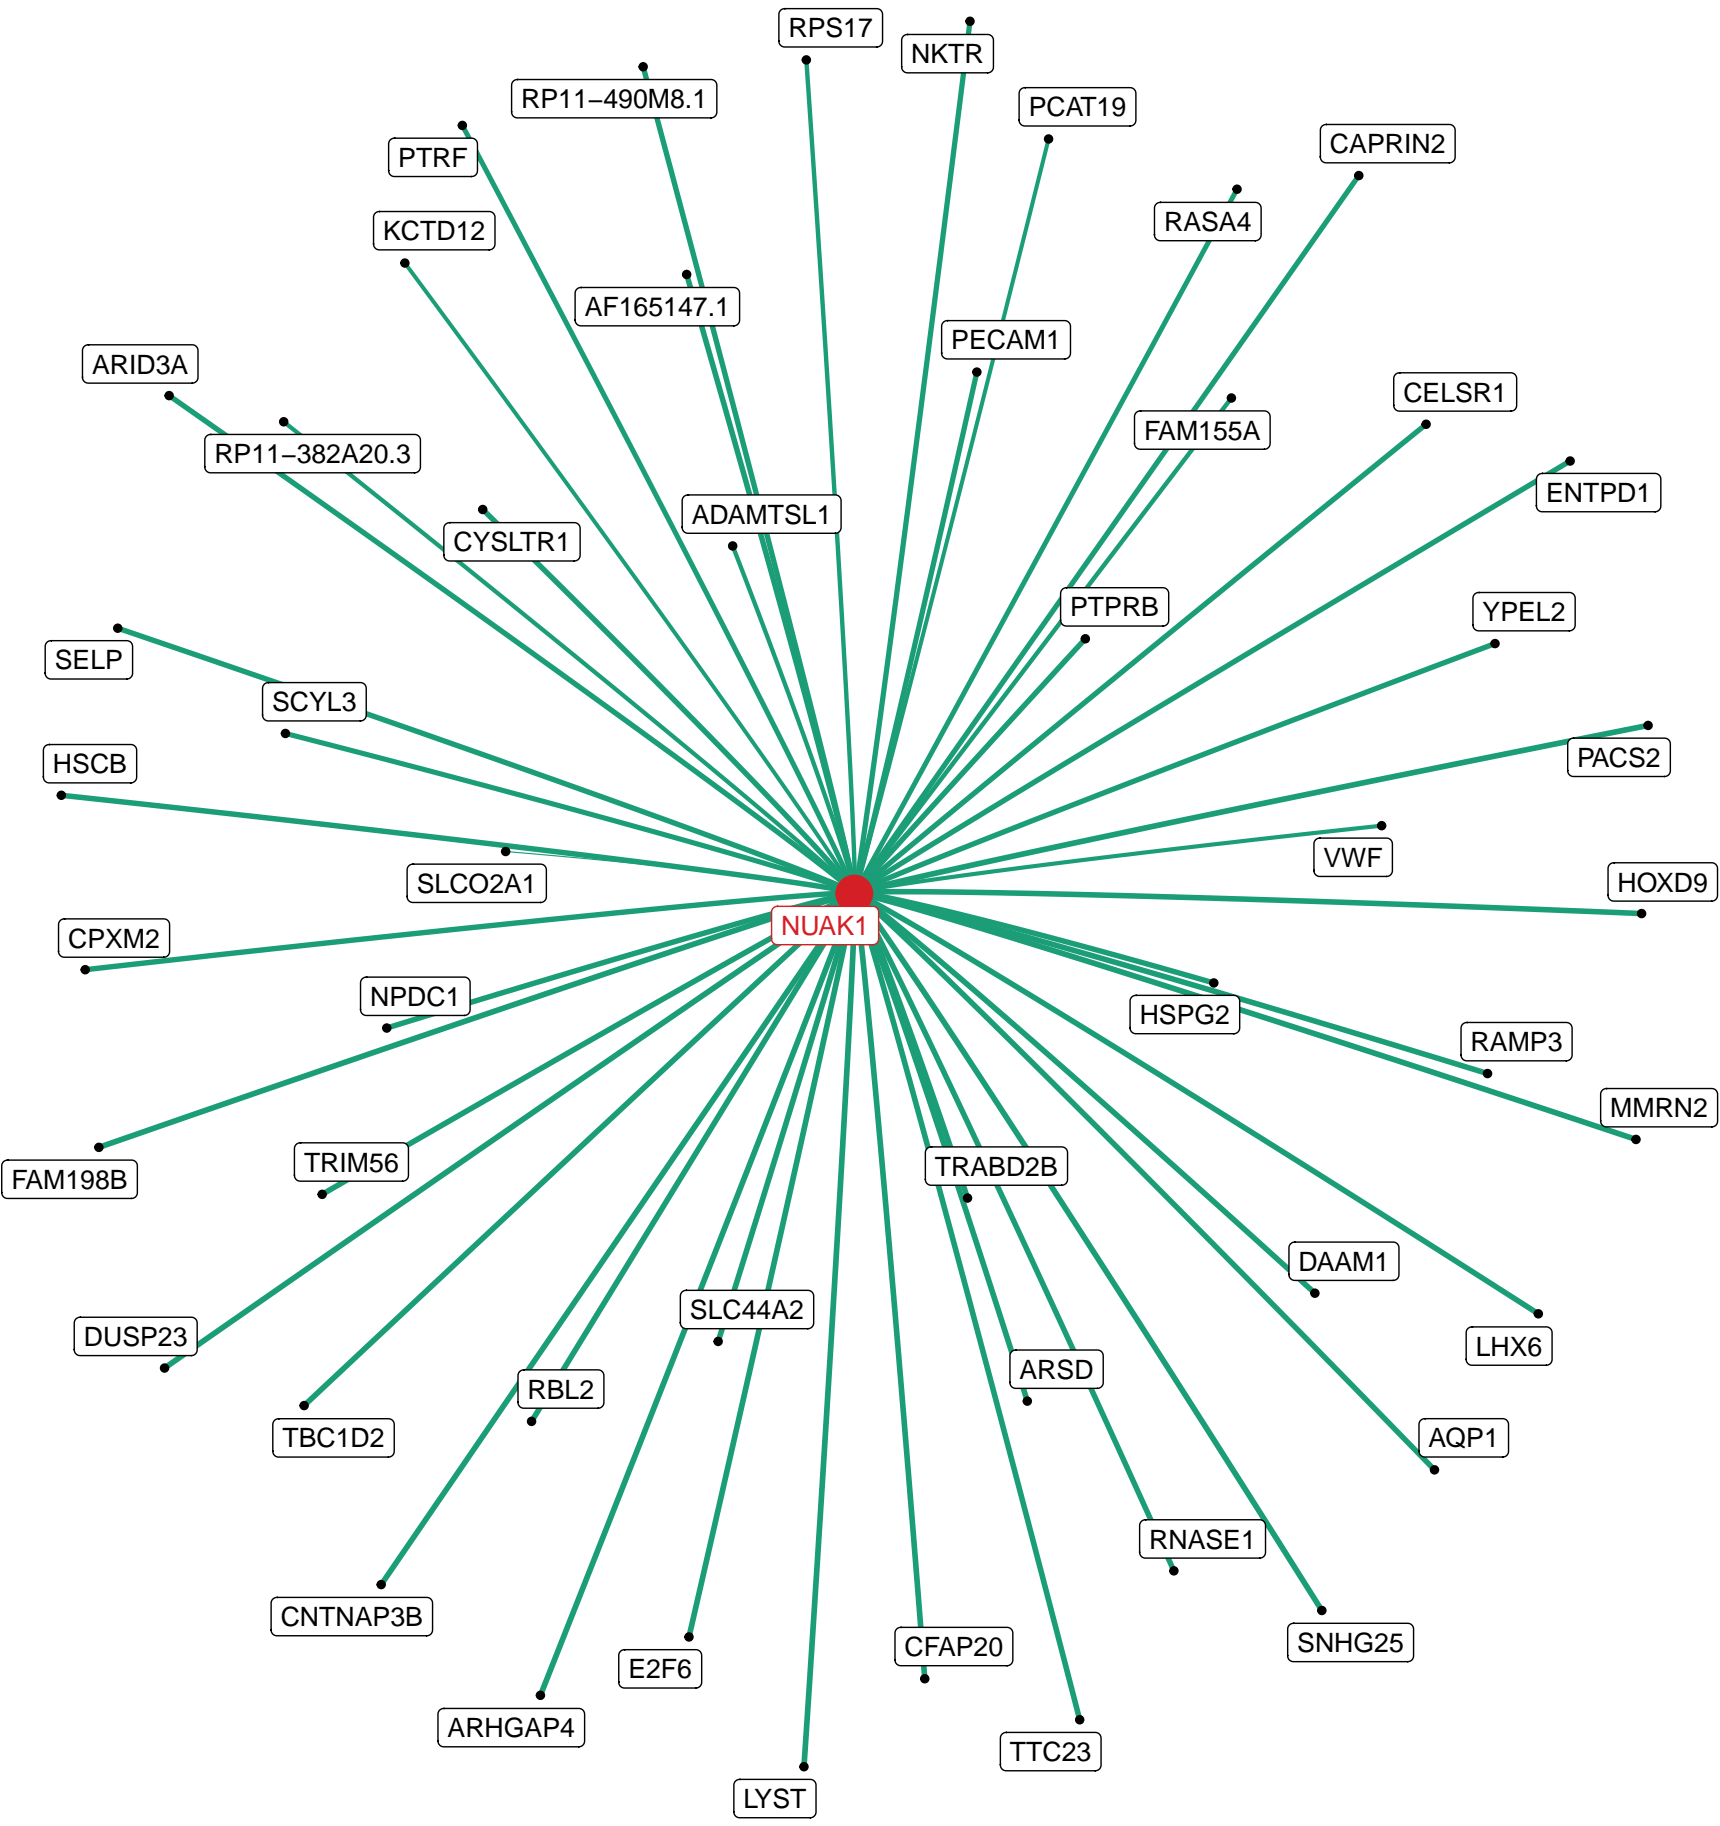 RPS17
NKTR
RP11−490M8.1
PCAT19
CAPRIN2
PTRF
RASA4
KCTD12
AF165147.1
PECAM1
ARID3A
CELSR1
FAM155A
RP11−382A20.3
ENTPD1
ADAMTSL1
CYSLTR1
PTPRB
YPEL2
SELP
SCYL3
PACS2
HSCB
VWF
SLCO2A1
HOXD9
NUAK1
CPXM2
NPDC1
HSPG2
RAMP3
MMRN2
TRIM56
TRABD2B
FAM198B
DAAM1
SLC44A2
DUSP23
LHX6
ARSD
RBL2
TBC1D2
AQP1
RNASE1
CNTNAP3B
SNHG25
CFAP20
E2F6
ARHGAP4
TTC23
LYST